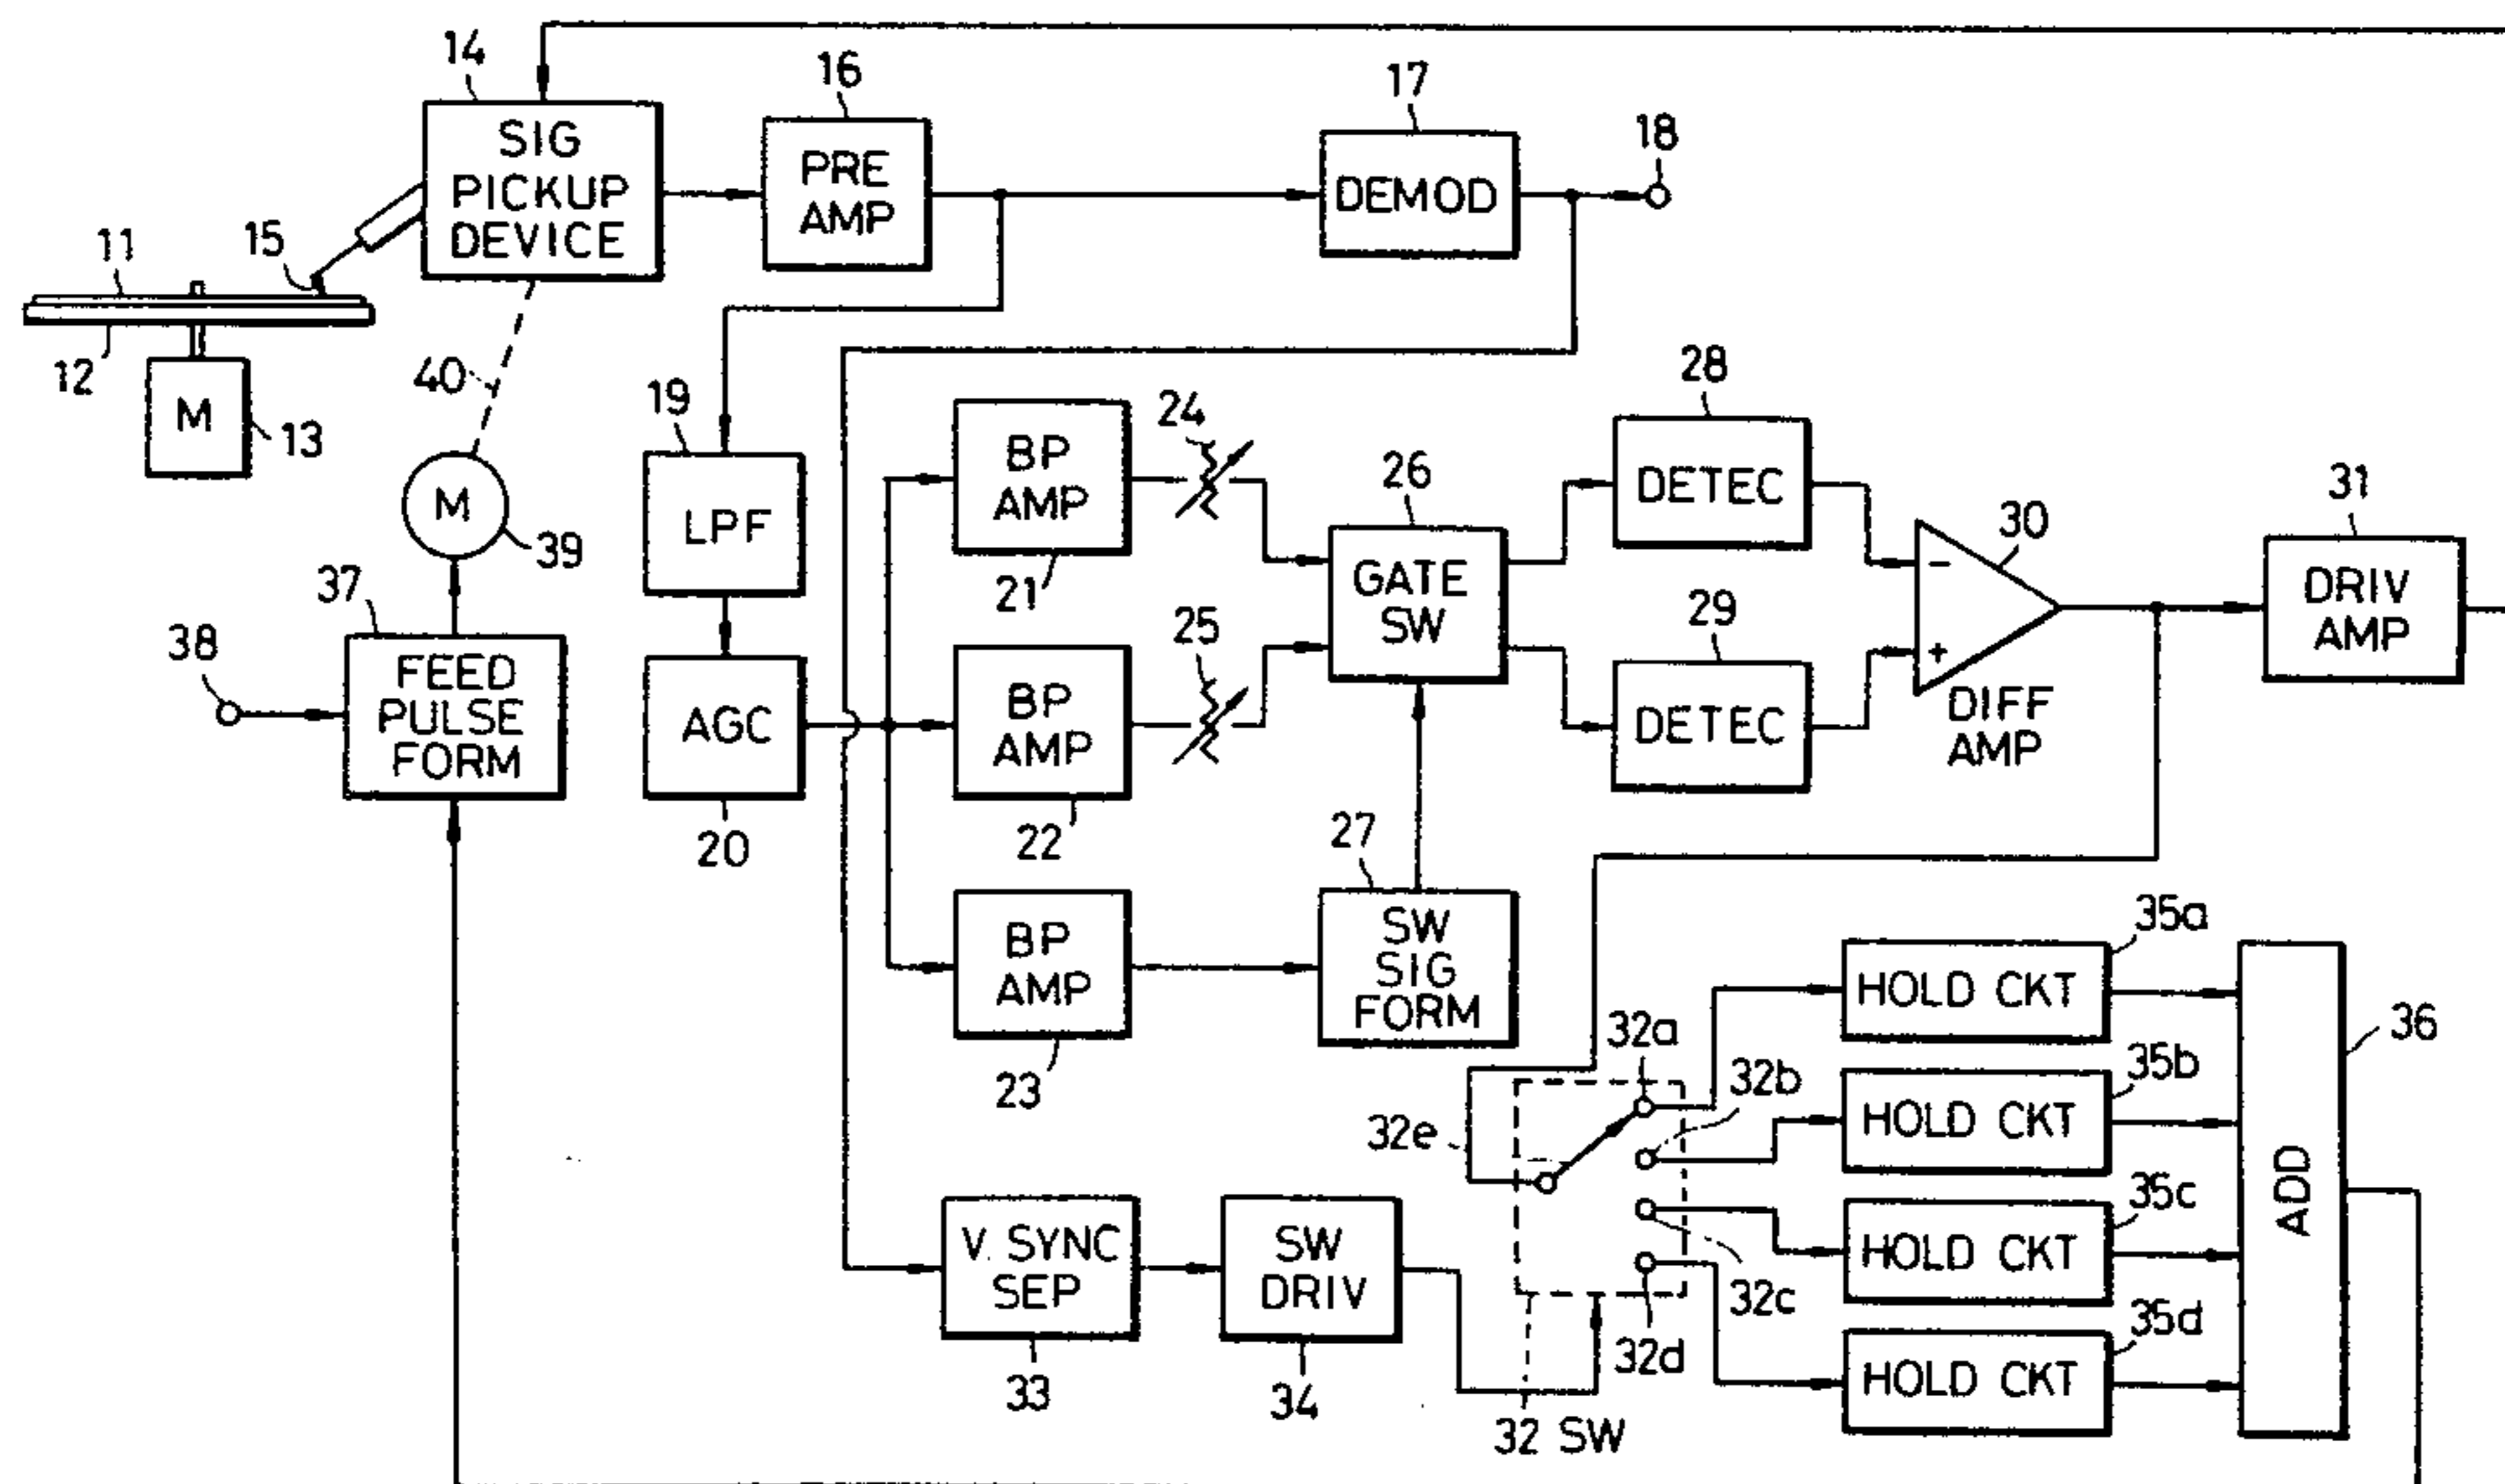 14
SIG
PICKUP
DEVICE
16
PRE
AMP
17
DEMOD
18
11
15
12
M
13
40
M
39
37
FEED
PULSE
FORM
38
19
LPF
AGC
20
BP
AMP
21
24
BP
AMP
22
25
BP
AMP
23
26
GATE
SW
27
SW
SIG
FORM
28
DETEC
29
DETEC
30
−
+
DIFF
AMP
31
DRIV
AMP
V. SYNC
SEP
33
SW
DRIV
34
32a
32b
32e
32c
32d
32 SW
35a
HOLD CKT
35b
HOLD CKT
35c
HOLD CKT
35d
HOLD CKT
36
ADD